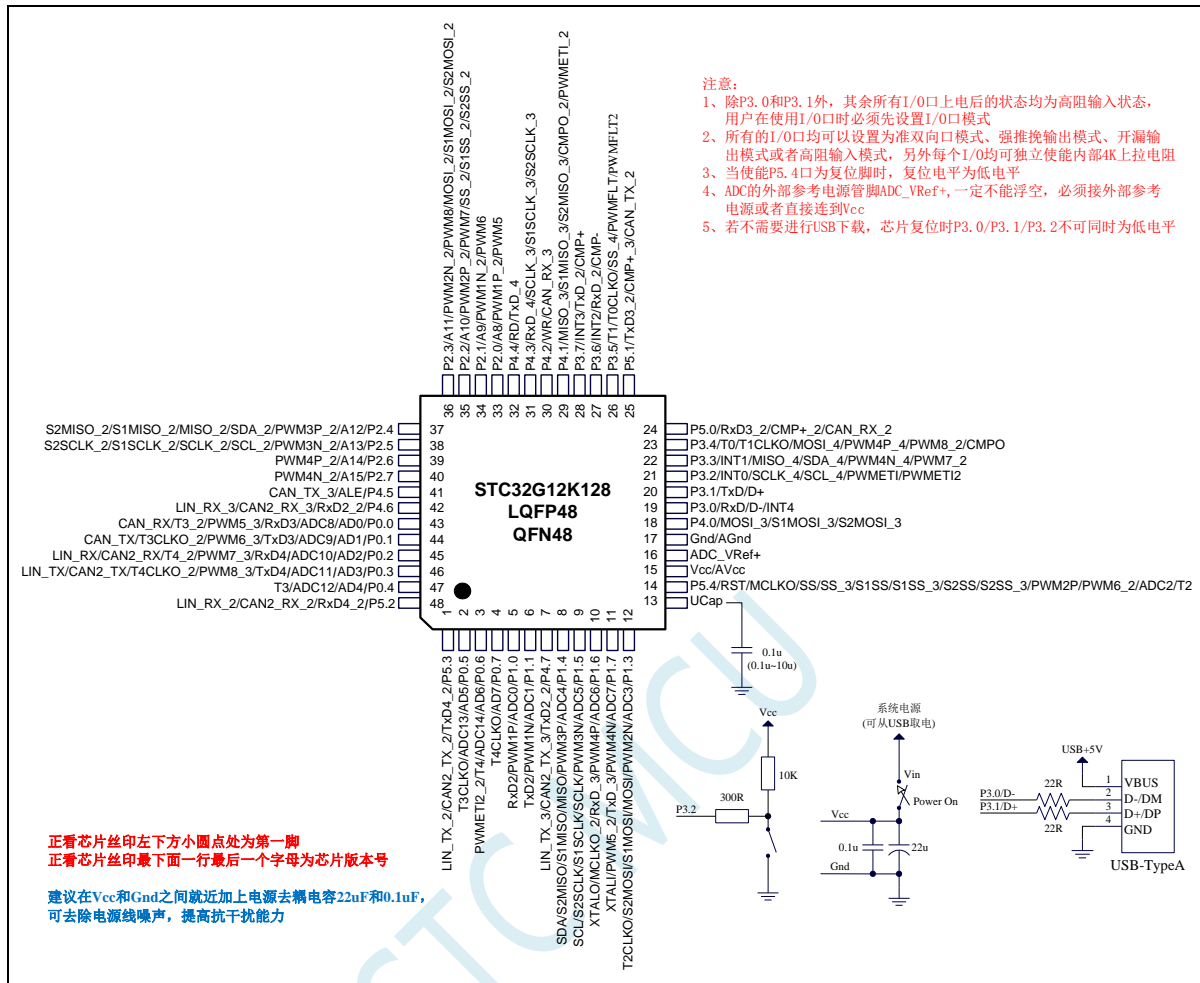 P2.3/A11/PWM2N_2/PWM8/MOSI_2/S1MOSI_2/S2MOSI_2
P2.2/A10/PWM2P_2/PWM7/SS_2/S1SS_2/S2SS_2
P2.1/A9/PWM1N_2/PWM6
P2.0/A8/PWM1P_2/PWM5
P4.4/RD/TxD_4
P4.3/RxD_4/SCLK_3/S1SCLK_3/S2SCLK_3
P4.2/WR/CAN_RX_3
P4.1/MISO_3/S1MISO_3/S2MISO_3/CMPO_2/PWMETI_2
P3.7/INT3/TxD_2/CMP+
P3.6/INT2/RxD_2/CMP-
P3.5/T1/T0CLKO/SS_4/PWMFLT/PWMFLT2
P5.1/TxD3_2/CMP+_3/CAN_TX_2
36 35 34 33 32 31 30 29 28 27 26 25
注意:
1、除P3.0和P3.1外，其余所有I/O口上电后的状态均为高阻输入状态，
用户在使用I/O口时必须先设置I/O口模式
2、所有的I/O口均可以设置为准双向口模式、强推挽输出模式、开漏输
出模式或者高阻输入模式，另外每个I/O均可独立使能内部4K上拉电阻
3、当使能P5.4口为复位脚时，复位电平为低电平
4、ADC的外部参考电源管脚ADC_VRef+,一定不能浮空，必须接外部参考
电源或者直接连到Vcc
5、若不需要进行USB下载，芯片复位时P3.0/P3.1/P3.2不可同时为低电平
S2MISO_2/S1MISO_2/MISO_2/SDA_2/PWM3P_2/A12/P2.4 37
S2SCLK_2/S1SCLK_2/SCLK_2/SCL_2/PWM3N_2/A13/P2.5 38
PWM4P_2/A14/P2.6 39
PWM4N_2/A15/P2.7 40
CAN_TX_3/ALE/P4.5 41
LIN_RX_3/CAN2_RX_3/RxD2_2/P4.6 42
CAN_RX/T3_2/PWM5_3/RxD3/ADC8/AD0/P0.0 43
CAN_TX/T3CLKO_2/PWM6_3/TxD3/ADC9/AD1/P0.1 44
LIN_RX/CAN2_RX/T4_2/PWM7_3/RxD4/ADC10/AD2/P0.2 45
LIN_TX/CAN2_TX/T4CLKO_2/PWM8_3/TxD4/ADC11/AD3/P0.3 46
T3/ADC12/AD4/P0.4 47
LIN_RX_2/CAN2_RX_2/RxD4_2/P5.2 48
STC32G12K128
LQFP48
QFN48
24 P5.0/RxD3_2/CMP+_2/CAN_RX_2
23 P3.4/T0/T1CLKO/MOSI_4/PWM4P_4/PWM8_2/CMPO
22 P3.3/INT1/MISO_4/SDA_4/PWM4N_4/PWM7_2
21 P3.2/INT0/SCLK_4/SCL_4/PWMETI/PWMETI2
20 P3.1/TxD/D+
19 P3.0/RxD/D-/INT4
18 P4.0/MOSI_3/S1MOSI_3/S2MOSI_3
17 Gnd/AGnd
16 ADC_VRef+
15 Vcc/AVcc
14 P5.4/RST/MCLKO/SS/SS_3/S1SS/S1SS_3/S2SS/S2SS_3/PWM2P/PWM6_2/ADC2/T2
13 UCap
1 2 3 4 5 6 7 8 9 10 11 12
LIN_TX_2/CAN2_TX_2/TxD4_2/P5.3
T3CLKO/ADC13/AD5/P0.5
PWMETI2_2/T4/ADC14/AD6/P0.6
T4CLKO/AD7/P0.7
RxD2/PWM1P/ADC0/P1.0
TxD2/PWM1N/ADC1/P1.1
LIN_TX_3/CAN2_TX_3/TxD2_2/P4.7
SDA/S2MISO/S1MISO/MISO/PWM3P/ADC4/P1.4
SCL/S2SCLK/S1SCLK/SCLK/PWM3N/ADC5/P1.5
XTALO/MCLKO_2/RxD_3/PWM4P/ADC6/P1.6
XTALI/PWM5_2/TxD_3/PWM4N/ADC7/P1.7
T2CLKO/S2MOSI/S1MOSI/MOSI/PWM2N/ADC3/P1.3
0.1u
(0.1u~10u)
Vcc
10K
300R
P3.2
系统电源
(可从USB取电)
Vin
Power On
Vcc
0.1u
22u
Gnd
USB+5V
P3.0/D-
P3.1/D+
22R
22R
1 VBUS
2 D-/DM
3 D+/DP
4 GND
USB-TypeA
正看芯片丝印左下方小圆点处为第一脚
正看芯片丝印最下面一行最后一个字母为芯片版本号
建议在Vcc和Gnd之间就近加上电源去耦电容22uF和0.1uF，
可去除电源线噪声，提高抗干扰能力
STCMCU